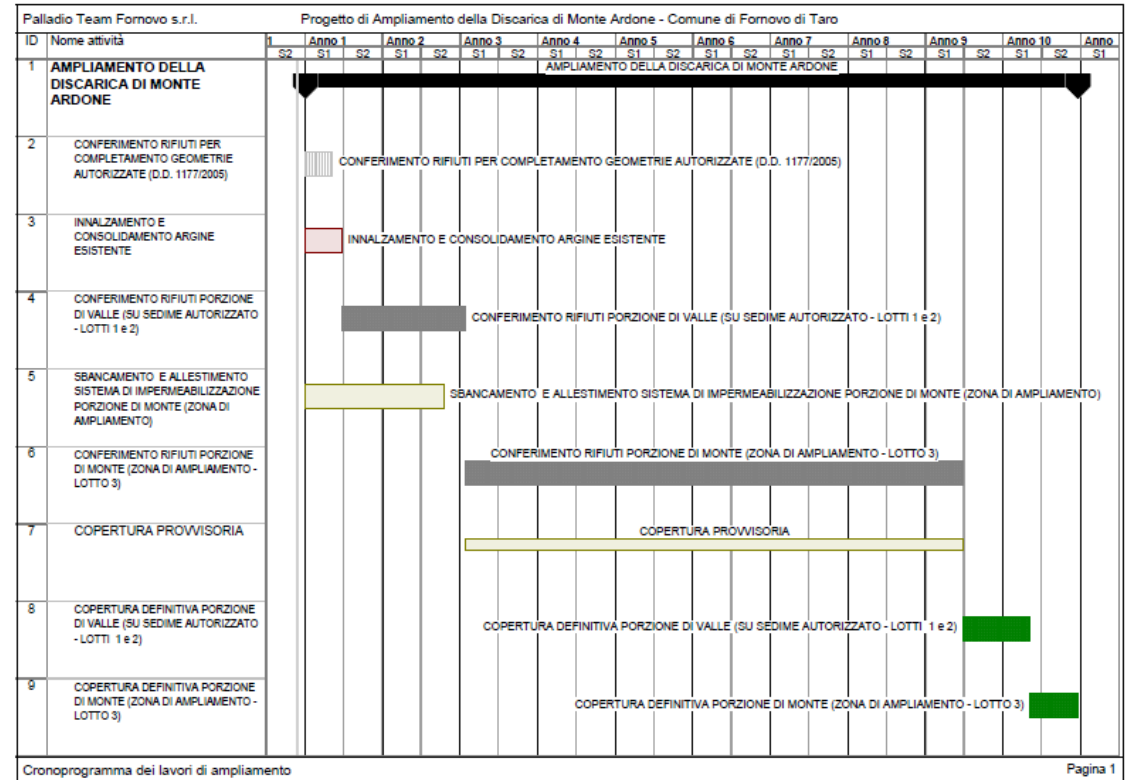 Palladio Team Fornovo s.r.l. Progetto di Ampliamento della Discarica di Monte Ardone - Comune di Fornovo di Taro
ID Nome attività 1 Anno 1 Anno 2 Anno 3 Anno 4 Anno 5 Anno 6 Anno 7 Anno 8 Anno 9 Anno 10 Anno
S2 S1 S2 S1 S2 S1 S2 S1 S2 S1 S2 S1 S2 S1 S2 S1 S2 S1 S2 S1 S2 S1
1 AMPLIAMENTO DELLA
DISCARICA DI MONTE
ARDONE
AMPLIAMENTO DELLA DISCARICA DI MONTE ARDONE
2 CONFERIMENTO RIFIUTI PER
COMPLETAMENTO GEOMETRIE
AUTORIZZATE (D.D. 1177/2005)
CONFERIMENTO RIFIUTI PER COMPLETAMENTO GEOMETRIE AUTORIZZATE (D.D. 1177/2005)
3 INNALZAMENTO E
CONSOLIDAMENTO ARGINE
ESISTENTE
INNALZAMENTO E CONSOLIDAMENTO ARGINE ESISTENTE
4 CONFERIMENTO RIFIUTI PORZIONE
DI VALLE (SU SEDIME AUTORIZZATO
- LOTTI 1 e 2)
CONFERIMENTO RIFIUTI PORZIONE DI VALLE (SU SEDIME AUTORIZZATO - LOTTI 1 e 2)
5 SBANCAMENTO E ALLESTIMENTO
SISTEMA DI IMPERMEABILIZZAZIONE
PORZIONE DI MONTE (ZONA DI
AMPLIAMENTO)
SBANCAMENTO E ALLESTIMENTO SISTEMA DI IMPERMEABILIZZAZIONE PORZIONE DI MONTE (ZONA DI AMPLIAMENTO)
6 CONFERIMENTO RIFIUTI PORZIONE
DI MONTE (ZONA DI AMPLIAMENTO -
LOTTO 3)
CONFERIMENTO RIFIUTI PORZIONE DI MONTE (ZONA DI AMPLIAMENTO - LOTTO 3)
7 COPERTURA PROVVISORIA
COPERTURA PROVVISORIA
8 COPERTURA DEFINITIVA PORZIONE
DI VALLE (SU SEDIME AUTORIZZATO
- LOTTI 1 e 2)
COPERTURA DEFINITIVA PORZIONE DI VALLE (SU SEDIME AUTORIZZATO - LOTTI 1 e 2)
9 COPERTURA DEFINITIVA PORZIONE
DI MONTE (ZONA DI AMPLIAMENTO -
LOTTO 3)
COPERTURA DEFINITIVA PORZIONE DI MONTE (ZONA DI AMPLIAMENTO - LOTTO 3)
Cronoprogramma dei lavori di ampliamento Pagina 1